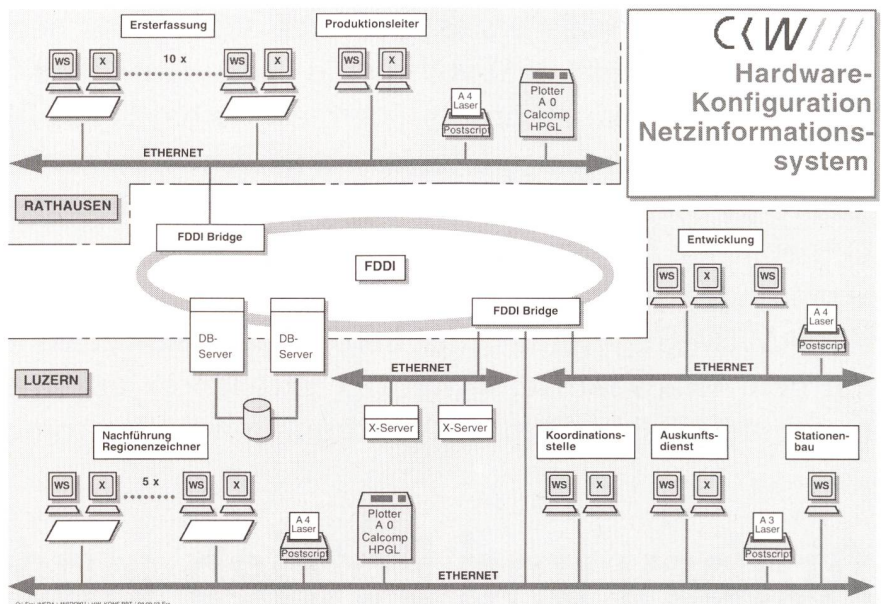 CKW
Hardware-
Konfiguration
Netzinformations-
system
Ersterfassung
Produktionsleiter
WS
X
10 x
WS
X
WS
X
A 4
Laser
Postscript
Plotter
A 0
Calcomp
HPGL
ETHERNET
RATHAUSEN
FDDI Bridge
FDDI
FDDI Bridge
Entwicklung
WS
X
WS
A 4
Laser
Postscript
ETHERNET
DB-
Server
DB-
Server
ETHERNET
X-Server
X-Server
LUZERN
Nachführung
Regionenzeichner
WS
X
5 x
WS
X
A 4
Laser
Postscript
Plotter
A 0
Calcomp
HPGL
Koordinations-
stelle
WS
X
Auskunfts-
dienst
WS
X
Stationen-
bau
WS
A 3
Laser
Postscript
ETHERNET